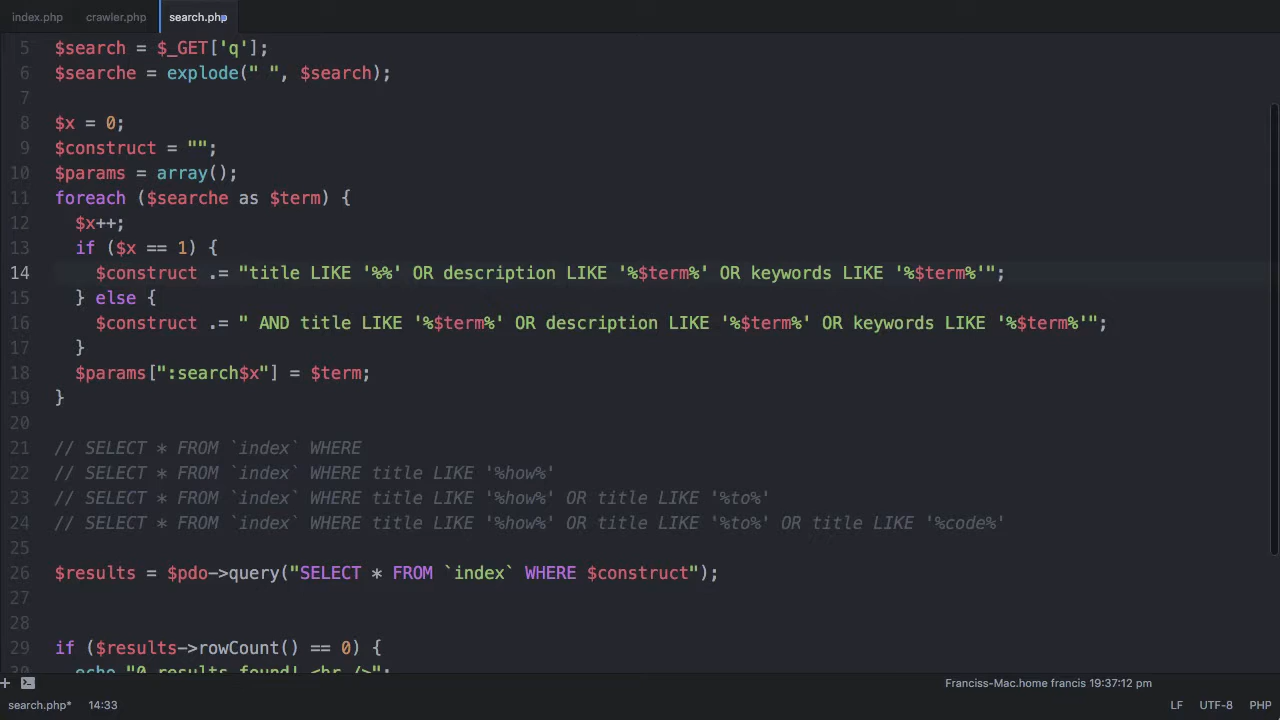 index.php crawler.php search.php
5 $search = $_GET['q'];
6 $searche = explode(" ", $search);
7
8 $x = 0;
9 $construct = "";
10 $params = array();
11 foreach ($searche as $term) {
12 $x++;
13 if ($x == 1) {
14 $construct .= "title LIKE '%%' OR description LIKE '%$term%' OR keywords LIKE '%$term%'";
15 } else {
16 $construct .= " AND title LIKE '%$term%' OR description LIKE '%$term%' OR keywords LIKE '%$term%'";
17 }
18 $params[":search$x"] = $term;
19 }
20
21 // SELECT * FROM `index` WHERE
22 // SELECT * FROM `index` WHERE title LIKE '%how%'
23 // SELECT * FROM `index` WHERE title LIKE '%how%' OR title LIKE '%to%'
24 // SELECT * FROM `index` WHERE title LIKE '%how%' OR title LIKE '%to%' OR title LIKE '%code%'
25
26 $results = $pdo->query("SELECT * FROM `index` WHERE $construct");
27
28
29 if ($results->rowCount() == 0) {
30 echo "0 results found! <br />";
Franciss-Mac.home francis 19:37:12 pm
search.php* 14:33 LF UTF-8 PHP